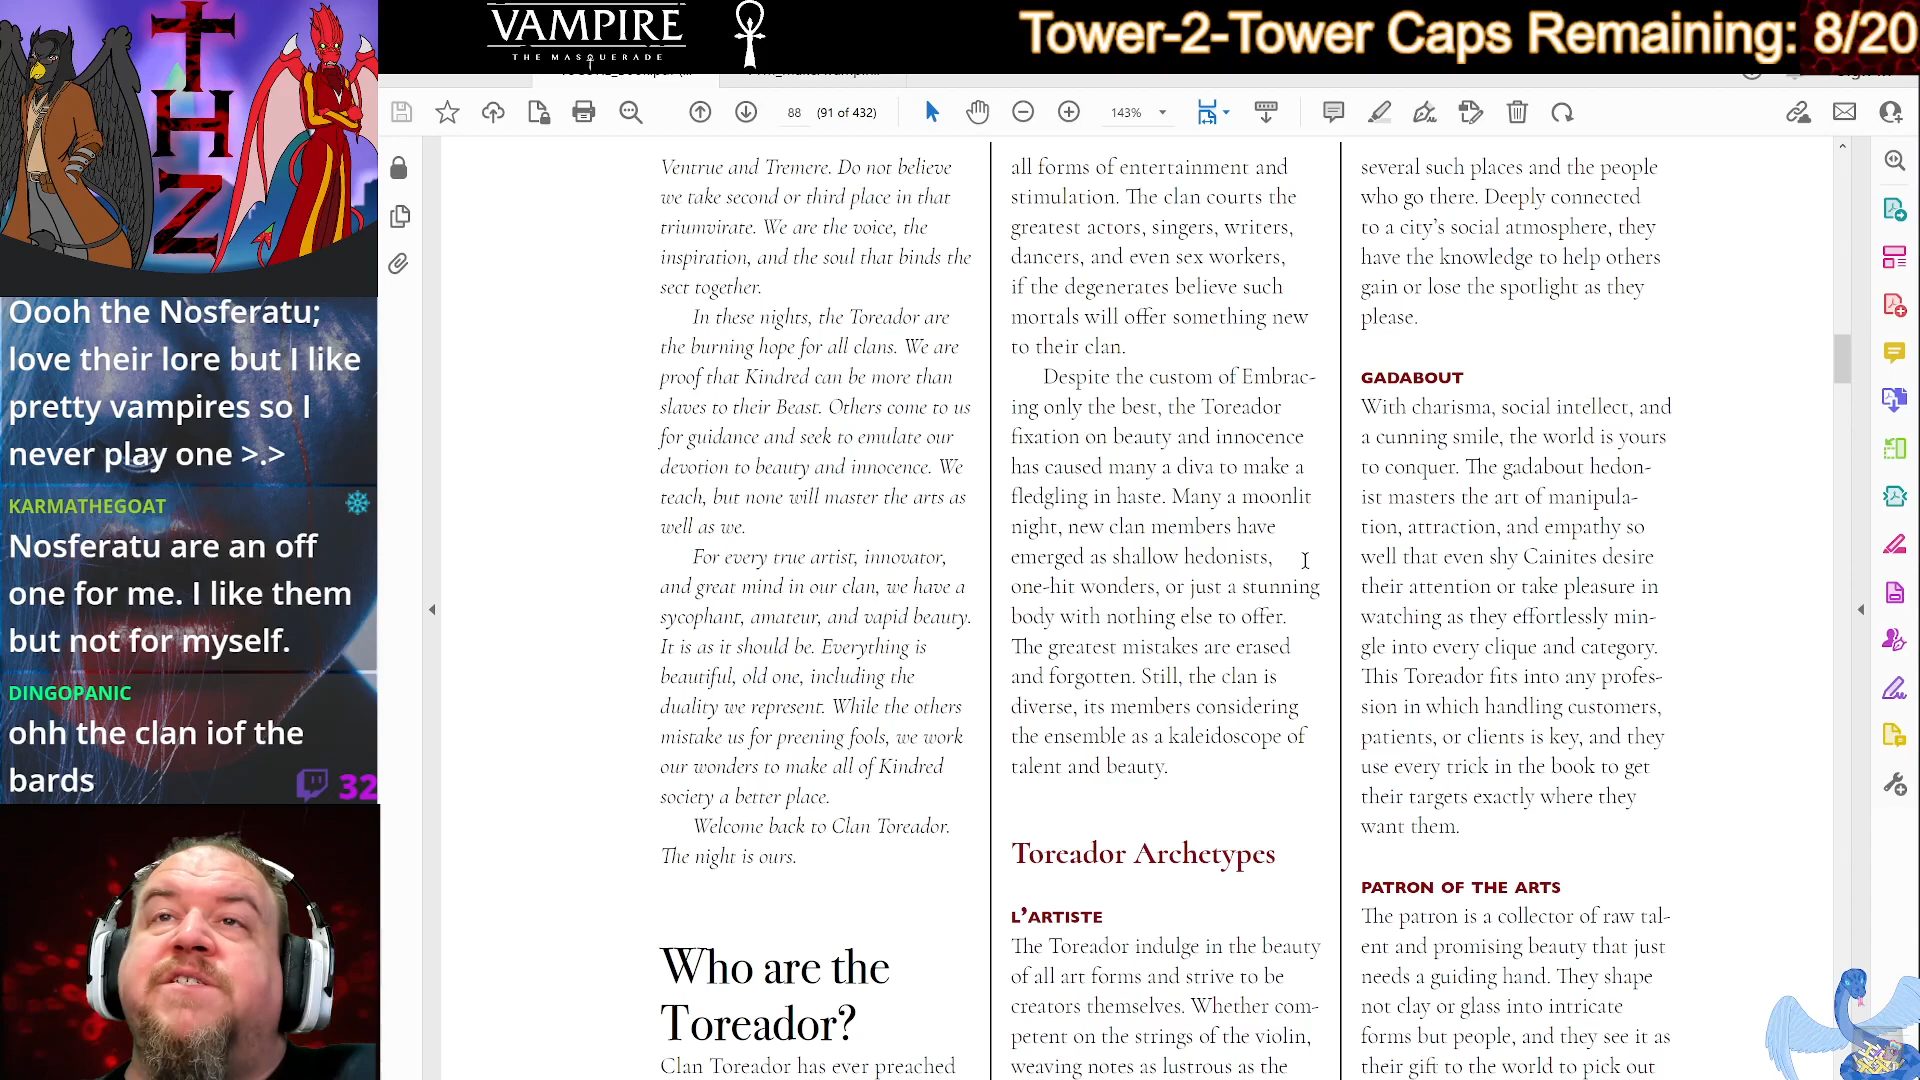 THZ
VAMPIRE
THE MASQUERADE
Tower-2-Tower Caps Remaining: 8/20
88 (91 of 432)
143%
Oooh the Nosferatu;
love their lore but I like
pretty vampires so I
never play one >.>
KARMATHEGOAT
Nosferatu are an off
one for me. I like them
but not for myself.
DINGOPANIC
ohh the clan iof the
bards
32
Ventrue and Tremere. Do not believe
we take second or third place in that
triumvirate. We are the voice, the
inspiration, and the soul that binds the
sect together.
In these nights, the Toreador are
the burning hope for all clans. We are
proof that Kindred can be more than
slaves to their Beast. Others come to us
for guidance and seek to emulate our
devotion to beauty and innocence. We
teach, but none will master the arts as
well as we.
For every true artist, innovator,
and great mind in our clan, we have a
sycophant, amateur, and vapid beauty.
It is as it should be. Everything is
beautiful, old one, including the
duality we represent. While the others
mistake us for preening fools, we work
our wonders to make all of Kindred
society a better place.
Welcome back to Clan Toreador.
The night is ours.
Who are the
Toreador?
Clan Toreador has ever preached
all forms of entertainment and
stimulation. The clan courts the
greatest actors, singers, writers,
dancers, and even sex workers,
if the degenerates believe such
mortals will offer something new
to their clan.
Despite the custom of Embrac-
ing only the best, the Toreador
fixation on beauty and innocence
has caused many a diva to make a
fledgling in haste. Many a moonlit
night, new clan members have
emerged as shallow hedonists,
one-hit wonders, or just a stunning
body with nothing else to offer.
The greatest mistakes are erased
and forgotten. Still, the clan is
diverse, its members considering
the ensemble as a kaleidoscope of
talent and beauty.
Toreador Archetypes
L'ARTISTE
The Toreador indulge in the beauty
of all art forms and strive to be
creators themselves. Whether com-
petent on the strings of the violin,
weaving notes as lustrous as the
several such places and the people
who go there. Deeply connected
to a city's social atmosphere, they
have the knowledge to help others
gain or lose the spotlight as they
please.
GADABOUT
With charisma, social intellect, and
a cunning smile, the world is yours
to conquer. The gadabout hedon-
ist masters the art of manipula-
tion, attraction, and empathy so
well that even shy Cainites desire
their attention or take pleasure in
watching as they effortlessly min-
gle into every clique and category.
This Toreador fits into any profes-
sion in which handling customers,
patients, or clients is key, and they
use every trick in the book to get
their targets exactly where they
want them.
PATRON OF THE ARTS
The patron is a collector of raw tal-
ent and promising beauty that just
needs a guiding hand. They shape
not clay or glass into intricate
forms but people, and they see it as
their gift to the world to pick out